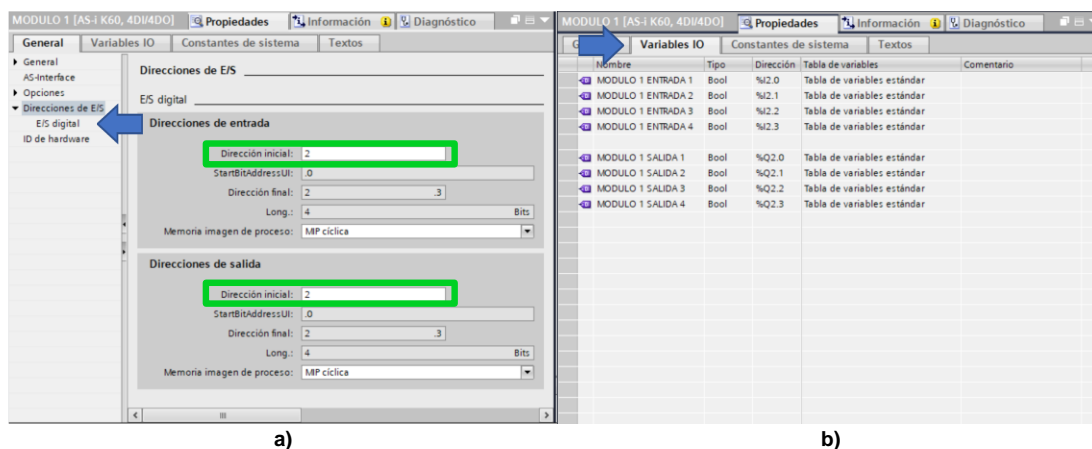 MODULO 1 [AS-i K60, 4DI/4DO] Propiedades Información Diagnóstico
General Variables IO Constantes de sistema Textos
General
AS-Interface
Opciones
Direcciones de E/S
E/S digital
ID de hardware
Direcciones de E/S
E/S digital
Direcciones de entrada
Dirección inicial: 2
StartBitAddressUI: .0
Dirección final: 2 .3
Long.: 4 Bits
Memoria imagen de proceso: MIP cíclica
Direcciones de salida
Dirección inicial: 2
StartBitAddressUI: .0
Dirección final: 2 .3
Long.: 4 Bits
Memoria imagen de proceso: MIP cíclica
a)
MODULO 1 [AS-i K60, 4DI/4DO] Propiedades Información Diagnóstico
Variables IO Constantes de sistema Textos
Nombre Tipo Dirección Tabla de variables Comentario
MODULO 1 ENTRADA 1 Bool %I2.0 Tabla de variables estándar
MODULO 1 ENTRADA 2 Bool %I2.1 Tabla de variables estándar
MODULO 1 ENTRADA 3 Bool %I2.2 Tabla de variables estándar
MODULO 1 ENTRADA 4 Bool %I2.3 Tabla de variables estándar
MODULO 1 SALIDA 1 Bool %Q2.0 Tabla de variables estándar
MODULO 1 SALIDA 2 Bool %Q2.1 Tabla de variables estándar
MODULO 1 SALIDA 3 Bool %Q2.2 Tabla de variables estándar
MODULO 1 SALIDA 4 Bool %Q2.3 Tabla de variables estándar
b)